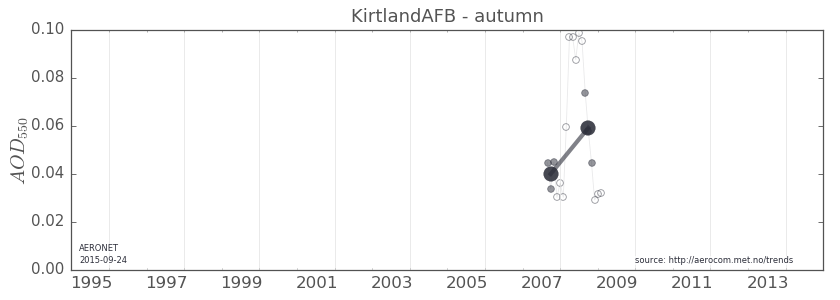 KirtlandAFB - autumn
0.10
0.08
0.06
0.04
0.02
0.00
AOD550
AERONET
2015-09-24
source: http://aerocom.met.no/trends
1995 1997 1999 2001 2003 2005 2007 2009 2011 2013